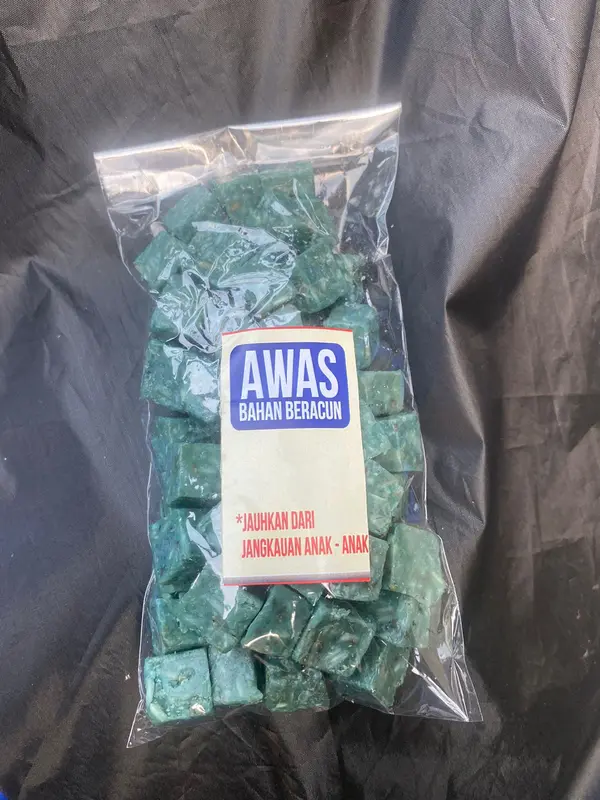 AWAS
BAHAN BERACUN
*JAUHKAN DARI
JANGKAUAN ANAK - ANAK